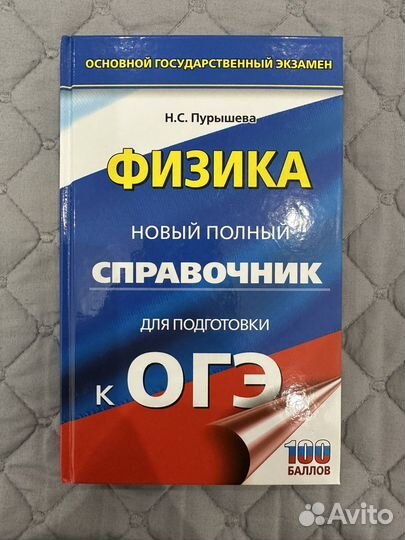 ОСНОВНОЙ ГОСУДАРСТВЕННЫЙ ЭКЗАМЕН
Н.С. Пурышева
ФИЗИКА
НОВЫЙ ПОЛНЫЙ
СПРАВОЧНИК
ДЛЯ ПОДГОТОВКИ
К ОГЭ
100
БАЛЛОВ
Avito